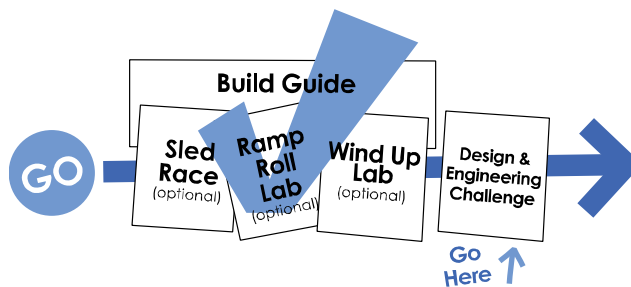 GO
Build Guide
Sled
Race
(optional)
Ramp
Roll
Lab
(optional)
Wind Up
Lab
(optional)
Design &
Engineering
Challenge
Go
Here